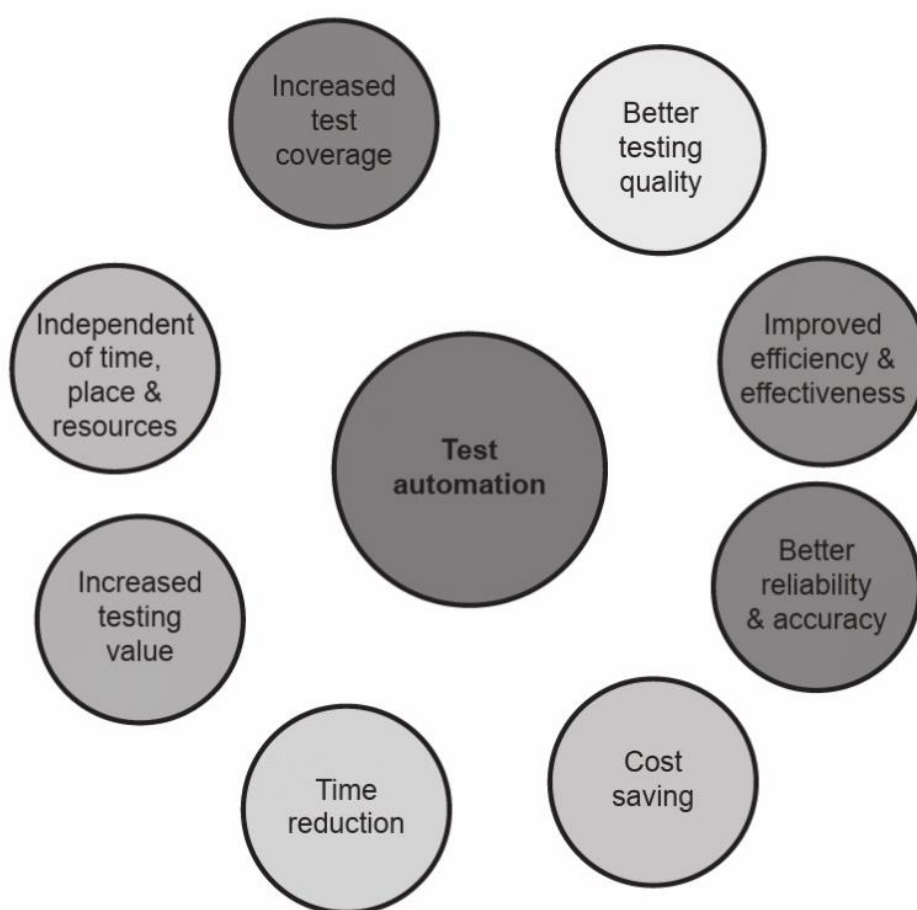 Increased
test
coverage
Better
testing
quality
Improved
efficiency &
effectiveness
Better
reliability
& accuracy
Cost
saving
Time
reduction
Increased
testing
value
Independent
of time,
place &
resources
Test
automation